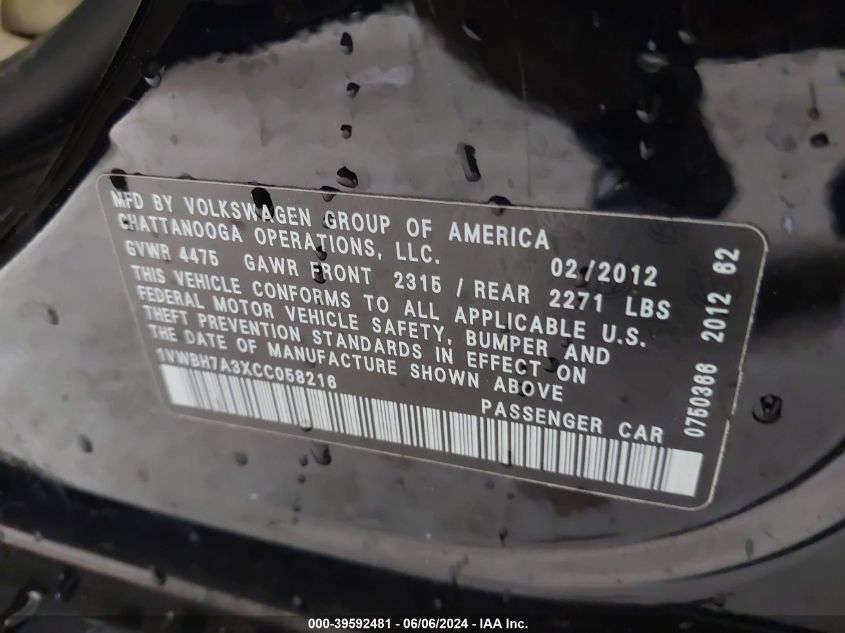 MFD BY VOLKSWAGEN GROUP OF AMERICA
CHATTANOOGA OPERATIONS, LLC. 02/2012
GVWR 4475 GAWR FRONT 2315 / REAR 2271 LBS
THIS VEHICLE CONFORMS TO ALL APPLICABLE U.S.
FEDERAL MOTOR VEHICLE SAFETY, BUMPER AND
THEFT PREVENTION STANDARDS IN EFFECT ON
THE DATE OF MANUFACTURE SHOWN ABOVE
1VWBH7A3XCC058216
PASSENGER CAR
0750366 2012 62
000-39592481 - 06/06/2024 - IAA Inc.